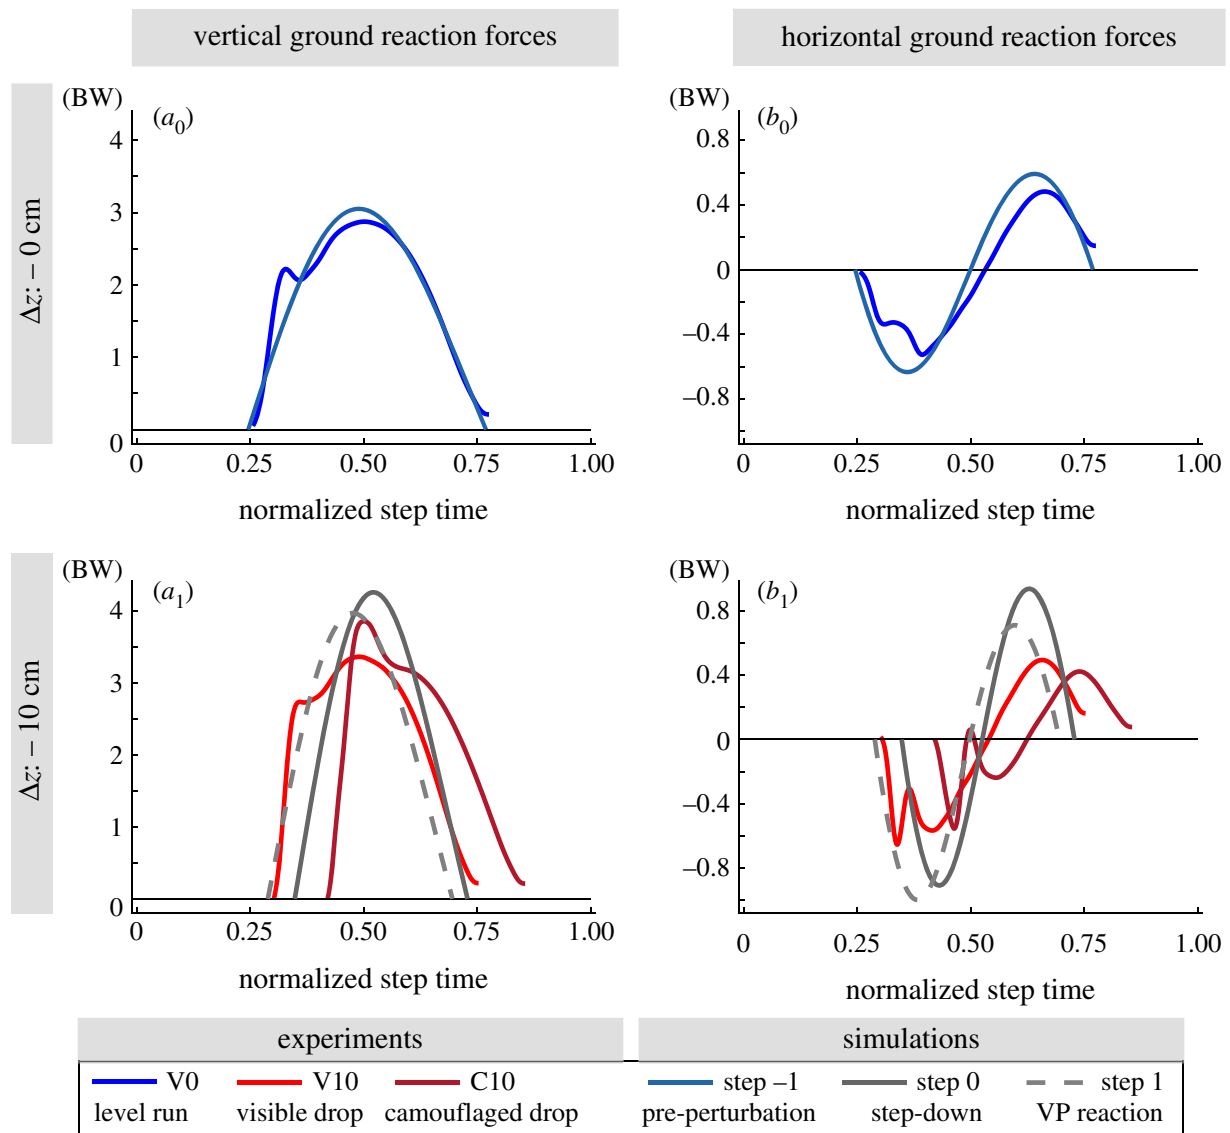 vertical ground reaction forces
horizontal ground reaction forces
Δz: – 0 cm
(BW)
(a0)
4
3
2
1
0
0 0.25 0.50 0.75 1.00
normalized step time
(BW)
(b0)
0.8
0.4
0
–0.4
–0.8
0 0.25 0.50 0.75 1.00
normalized step time
Δz: – 10 cm
(BW)
(a1)
4
3
2
1
0
0 0.25 0.50 0.75 1.00
normalized step time
(BW)
(b1)
0.8
0.4
0
–0.4
–0.8
0 0.25 0.50 0.75 1.00
normalized step time
experiments
simulations
V0 V10 C10
level run visible drop camouflaged drop
step –1 step 0 step 1
pre-perturbation step-down VP reaction